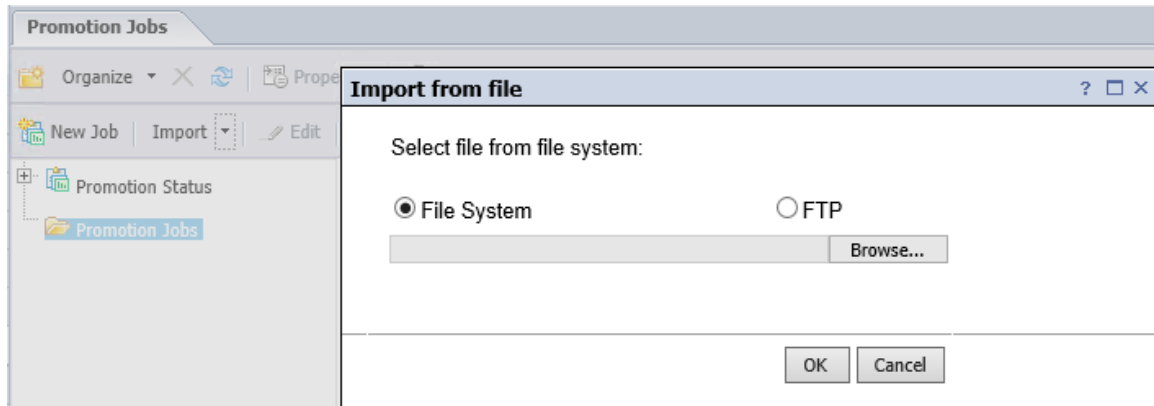 Promotion Jobs
Organize
Import from file
?
New Job Import Edit
Select file from file system:
Promotion Status
File System FTP
Promotion Jobs
Browse...
OK Cancel